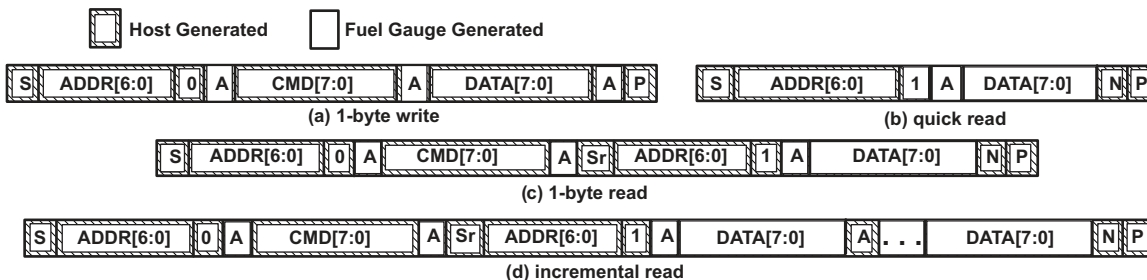 Host Generated Fuel Gauge Generated
S ADDR[6:0] 0 A CMD[7:0] A DATA[7:0] A P S ADDR[6:0] 1 A DATA[7:0] N P
(a) 1-byte write (b) quick read
S ADDR[6:0] 0 A CMD[7:0] A Sr ADDR[6:0] 1 A DATA[7:0] N P
(c) 1-byte read
S ADDR[6:0] 0 A CMD[7:0] A Sr ADDR[6:0] 1 A DATA[7:0] A . . . DATA[7:0] N P
(d) incremental read